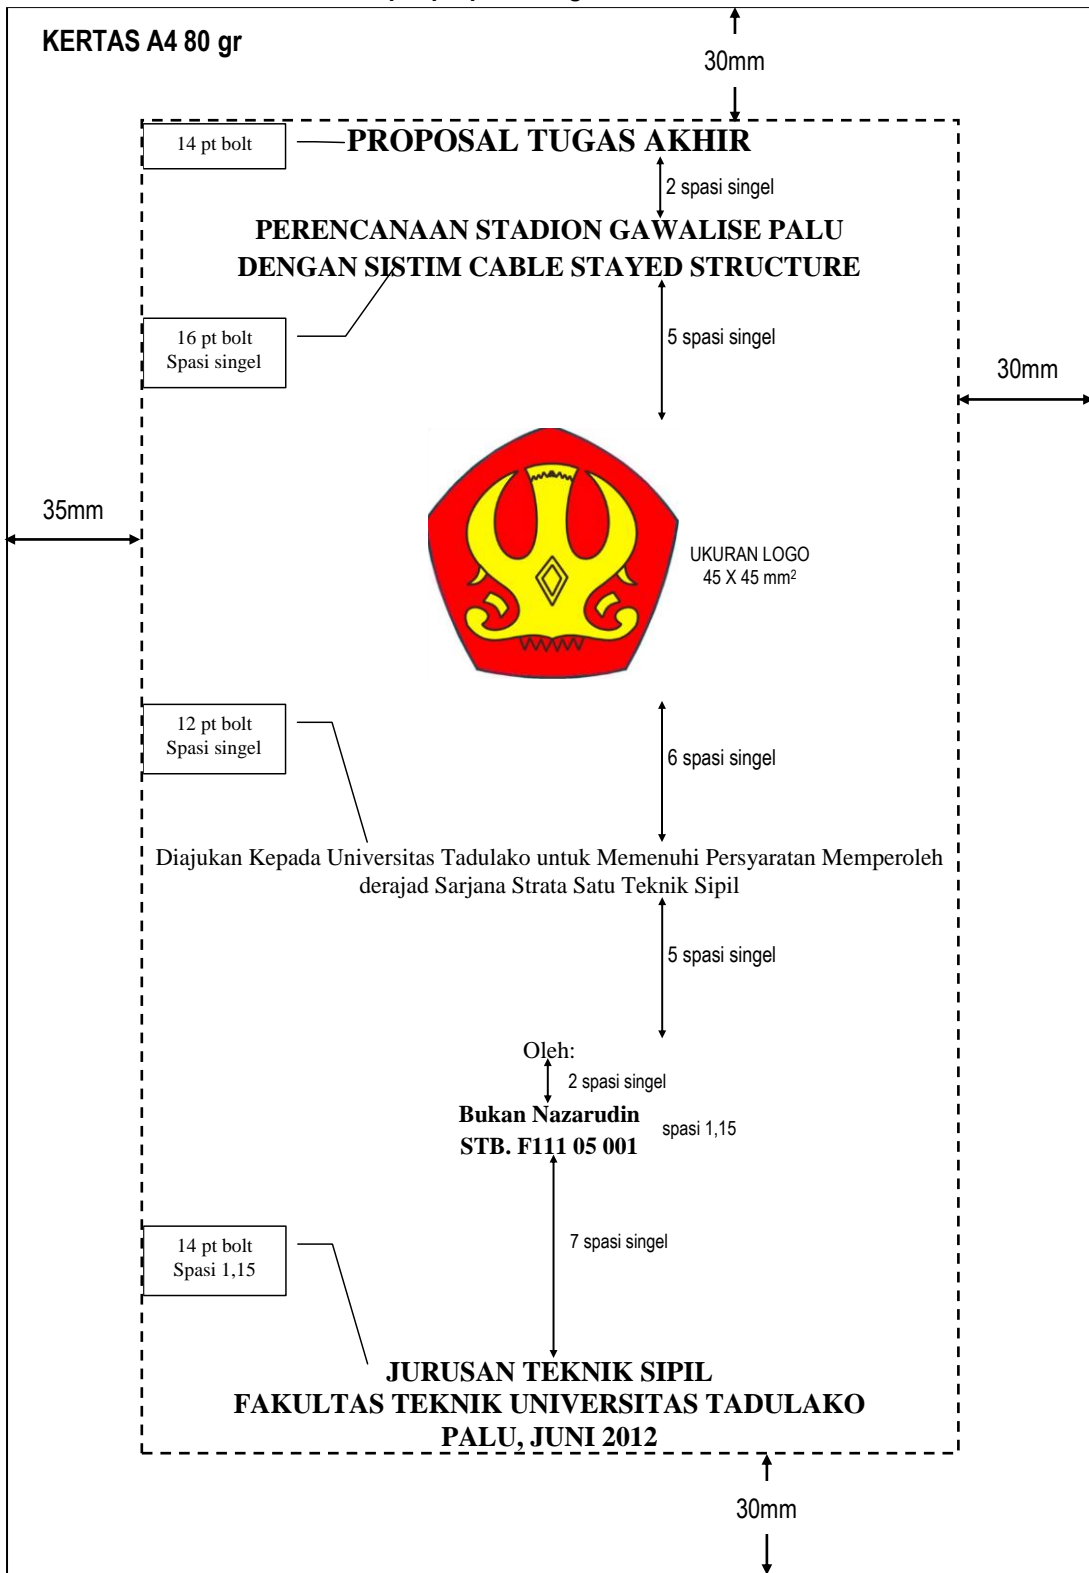 KERTAS A4 80 gr
30mm
14 pt bolt
PROPOSAL TUGAS AKHIR
2 spasi singel
PERENCANAAN STADION GAWALISE PALU
DENGAN SISTIM CABLE STAYED STRUCTURE
16 pt bolt
Spasi singel
5 spasi singel
30mm
35mm
UKURAN LOGO
45 X 45 mm²
12 pt bolt
Spasi singel
6 spasi singel
Diajukan Kepada Universitas Tadulako untuk Memenuhi Persyaratan Memperoleh
derajad Sarjana Strata Satu Teknik Sipil
5 spasi singel
Oleh:
2 spasi singel
Bukan Nazarudin
STB. F111 05 001
spasi 1,15
14 pt bolt
Spasi 1,15
7 spasi singel
JURUSAN TEKNIK SIPIL
FAKULTAS TEKNIK UNIVERSITAS TADULAKO
PALU, JUNI 2012
30mm